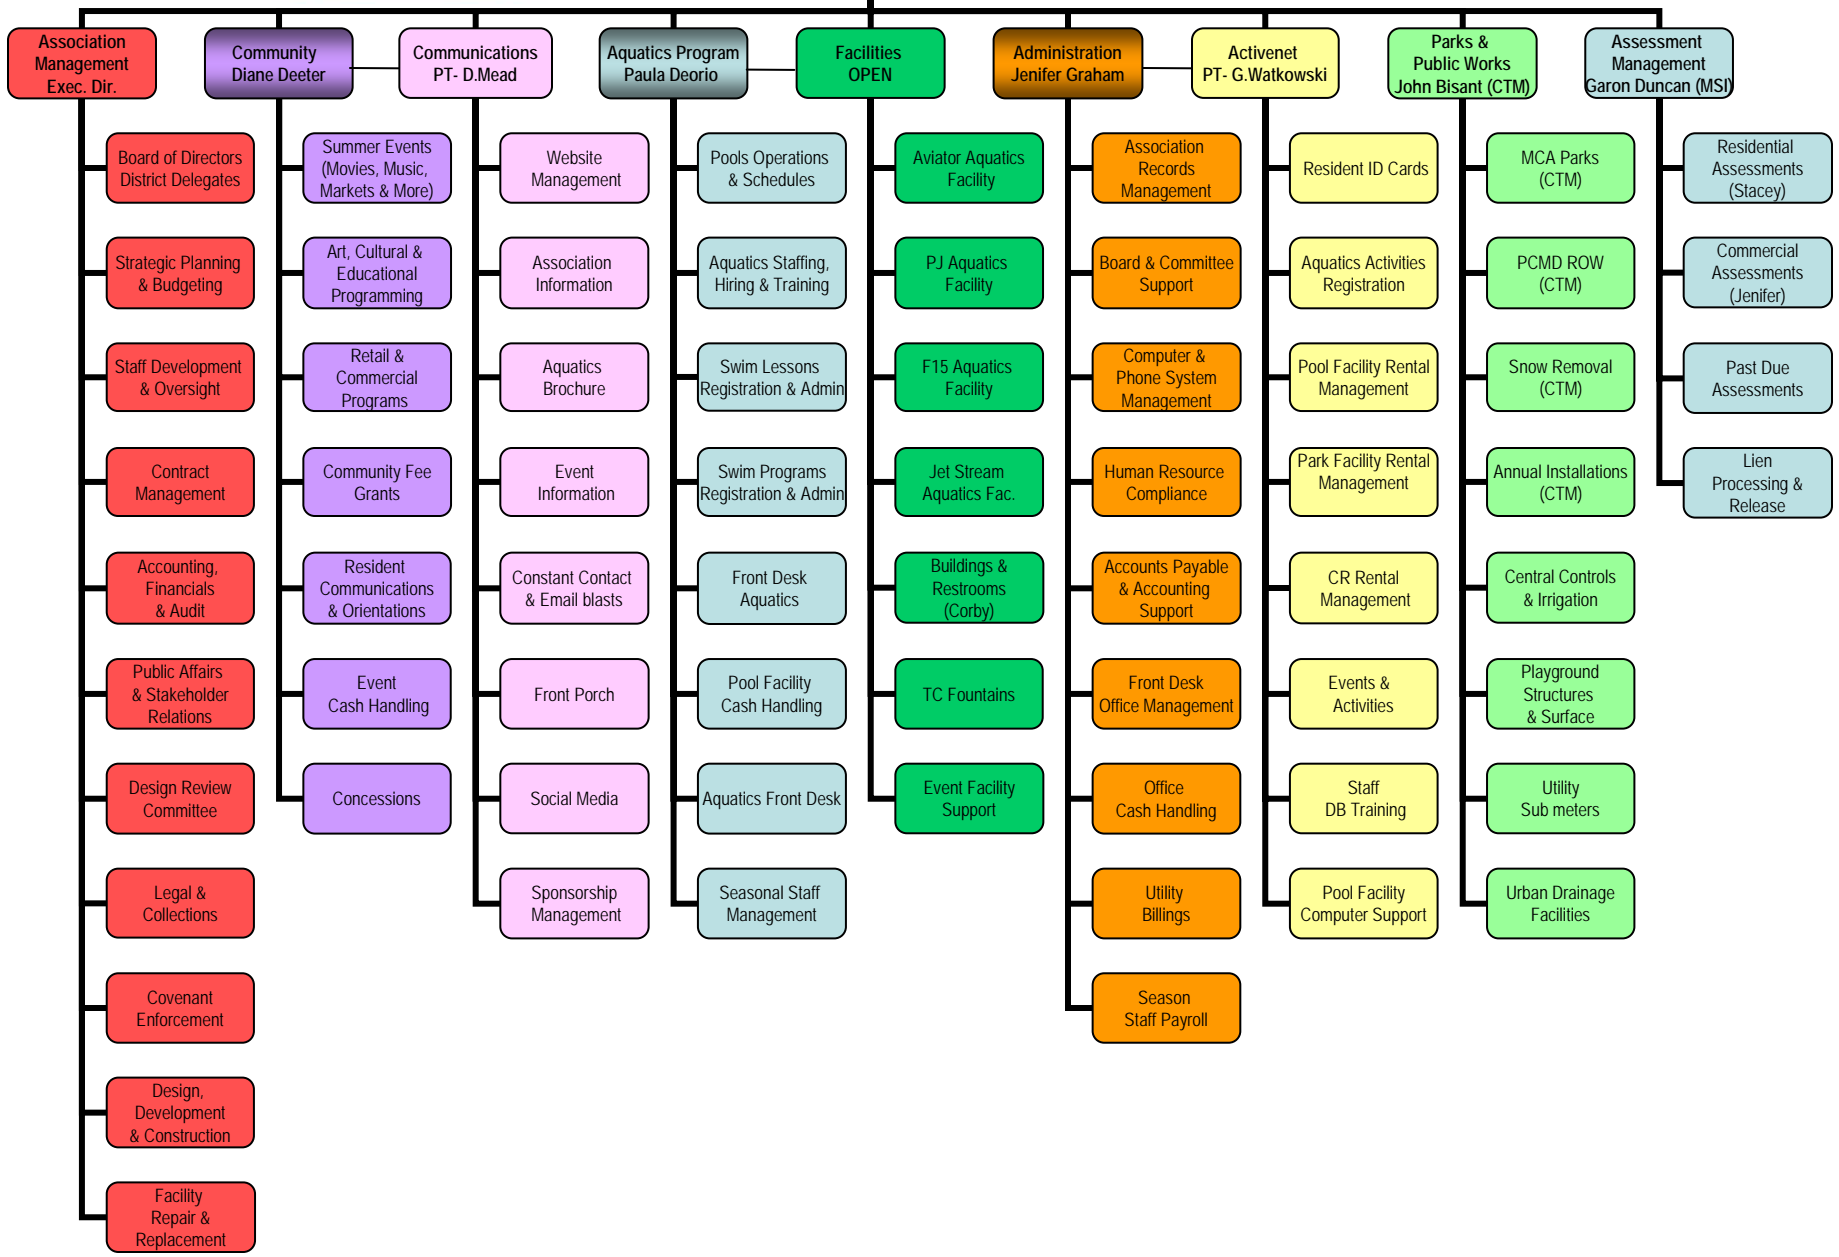 Association
Management
Exec. Dir.
Board of Directors
District Delegates
Strategic Planning
& Budgeting
Staff Development
& Oversight
Contract
Management
Accounting,
Financials
& Audit
Public Affairs
& Stakeholder
Relations
Design Review
Committee
Legal &
Collections
Covenant
Enforcement
Design,
Development
& Construction
Facility
Repair &
Replacement
Community
Diane Deeter
Summer Events
(Movies, Music,
Markets & More)
Art, Cultural &
Educational
Programming
Retail &
Commercial
Programs
Community Fee
Grants
Resident
Communications
& Orientations
Event
Cash Handling
Concessions
Communications
PT- D.Mead
Website
Management
Association
Information
Aquatics
Brochure
Event
Information
Constant Contact
& Email blasts
Front Porch
Social Media
Sponsorship
Management
Aquatics Program
Paula Deorio
Pools Operations
& Schedules
Aquatics Staffing,
Hiring & Training
Swim Lessons
Registration & Admin
Swim Programs
Registration & Admin
Front Desk
Aquatics
Pool Facility
Cash Handling
Aquatics Front Desk
Seasonal Staff
Management
Facilities
OPEN
Aviator Aquatics
Facility
PJ Aquatics
Facility
F15 Aquatics
Facility
Jet Stream
Aquatics Fac.
Buildings &
Restrooms
(Corby)
TC Fountains
Event Facility
Support
Administration
Jenifer Graham
Association
Records
Management
Board & Committee
Support
Computer &
Phone System
Management
Human Resource
Compliance
Accounts Payable
& Accounting
Support
Front Desk
Office Management
Office
Cash Handling
Utility
Billings
Season
Staff Payroll
Activenet
PT- G.Watkowski
Resident ID Cards
Aquatics Activities
Registration
Pool Facility Rental
Management
Park Facility Rental
Management
CR Rental
Management
Events &
Activities
Staff
DB Training
Pool Facility
Computer Support
Parks &
Public Works
John Bisant (CTM)
MCA Parks
(CTM)
PCMD ROW
(CTM)
Snow Removal
(CTM)
Annual Installations
(CTM)
Central Controls
& Irrigation
Playground
Structures
& Surface
Utility
Sub meters
Urban Drainage
Facilities
Assessment
Management
Garon Duncan (MSI)
Residential
Assessments
(Stacey)
Commercial
Assessments
(Jenifer)
Past Due
Assessments
Lien
Processing &
Release